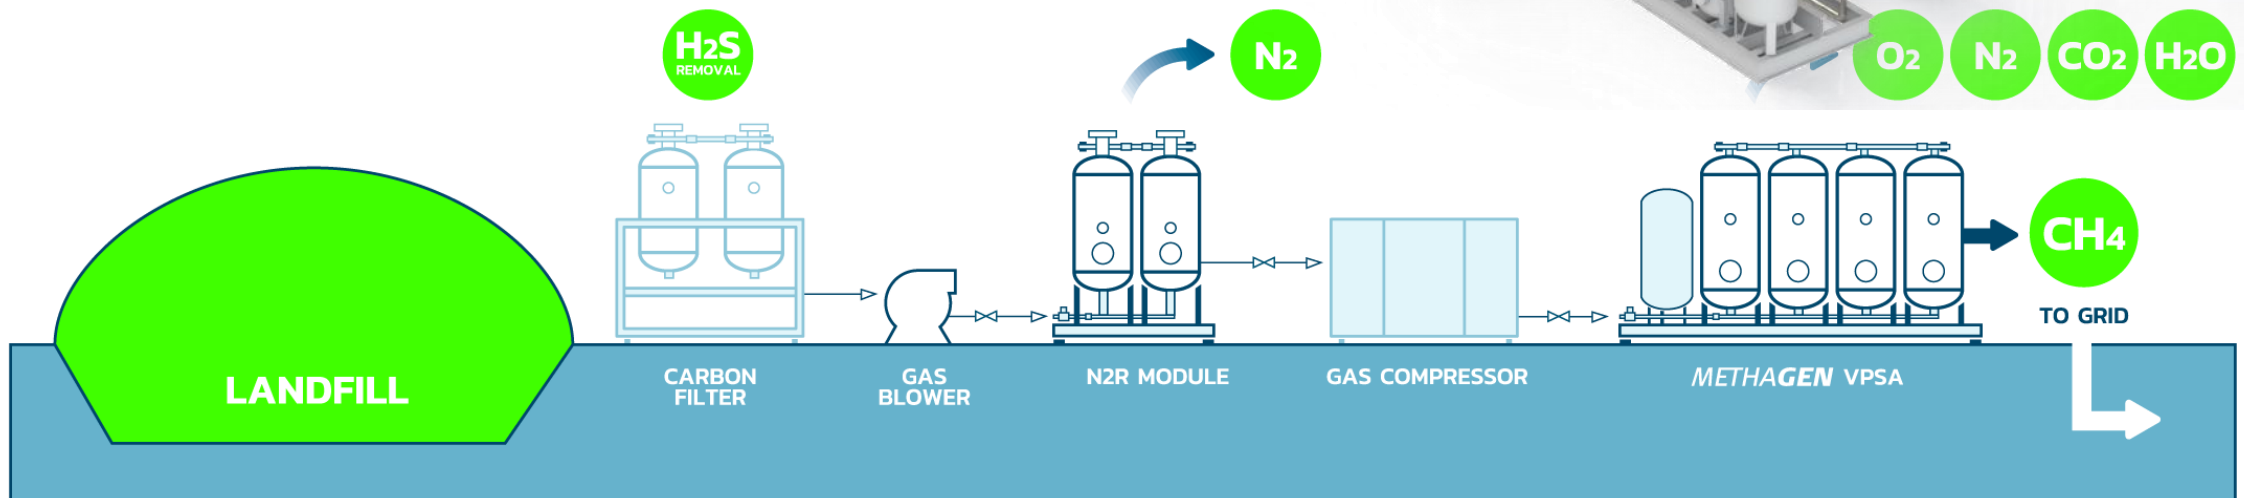 H2S
REMOVAL
N2
O2
N2
CO2
H2O
CH4
TO GRID
LANDFILL
CARBON
FILTER
GAS
BLOWER
N2R MODULE
GAS COMPRESSOR
METHAGEN VPSA